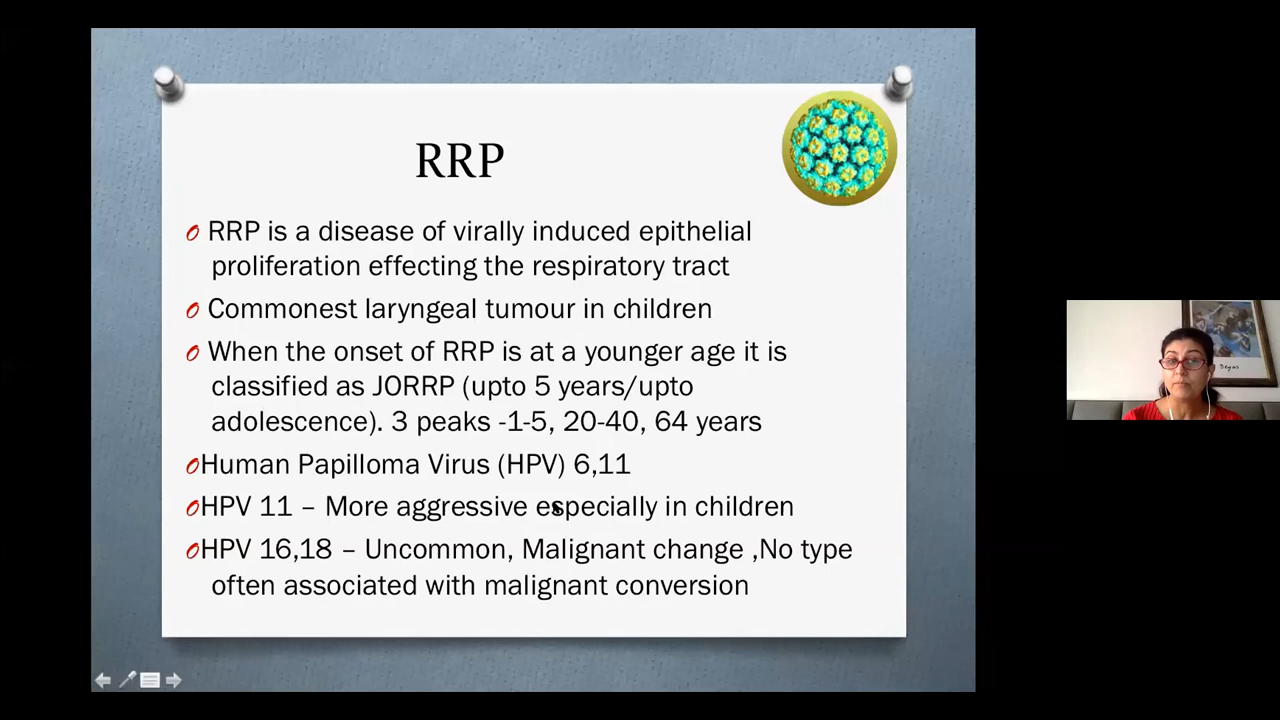 RRP
RRP is a disease of virally induced epithelial
proliferation effecting the respiratory tract
Commonest laryngeal tumour in children
When the onset of RRP is at a younger age it is
classified as JORRP (upto 5 years/upto
adolescence). 3 peaks -1-5, 20-40, 64 years
Human Papilloma Virus (HPV) 6,11
HPV 11 – More aggressive especially in children
HPV 16,18 – Uncommon, Malignant change ,No type
often associated with malignant conversion
Degas